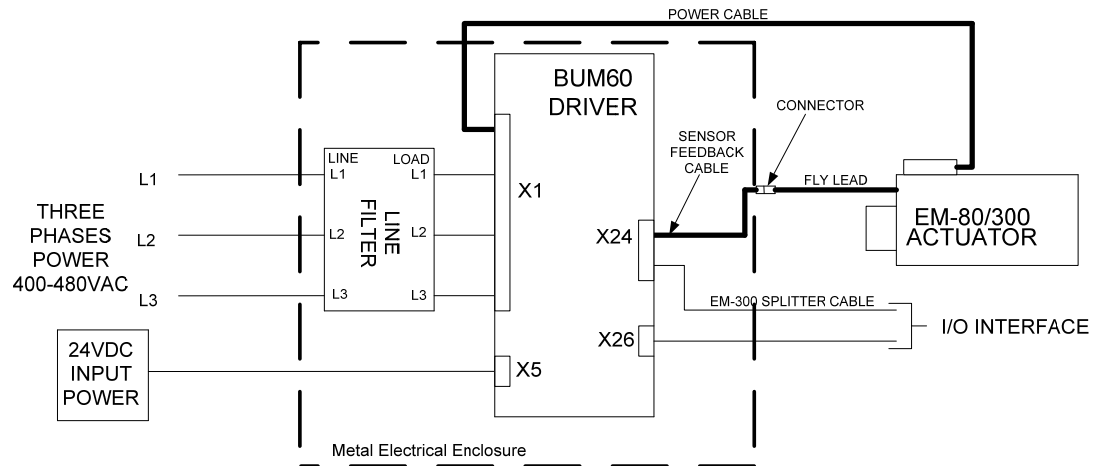 POWER CABLE
BUM60
DRIVER
CONNECTOR
SENSOR
FEEDBACK
CABLE
FLY LEAD
EM-80/300
ACTUATOR
LINE
LOAD
L1
L1
L1
X1
LINE
FILTER
THREE
PHASES
POWER
400-480VAC
L2
L2
L2
X24
L3
L3
L3
EM-300 SPLITTER CABLE
I/O INTERFACE
X26
24VDC
INPUT
POWER
X5
Metal Electrical Enclosure